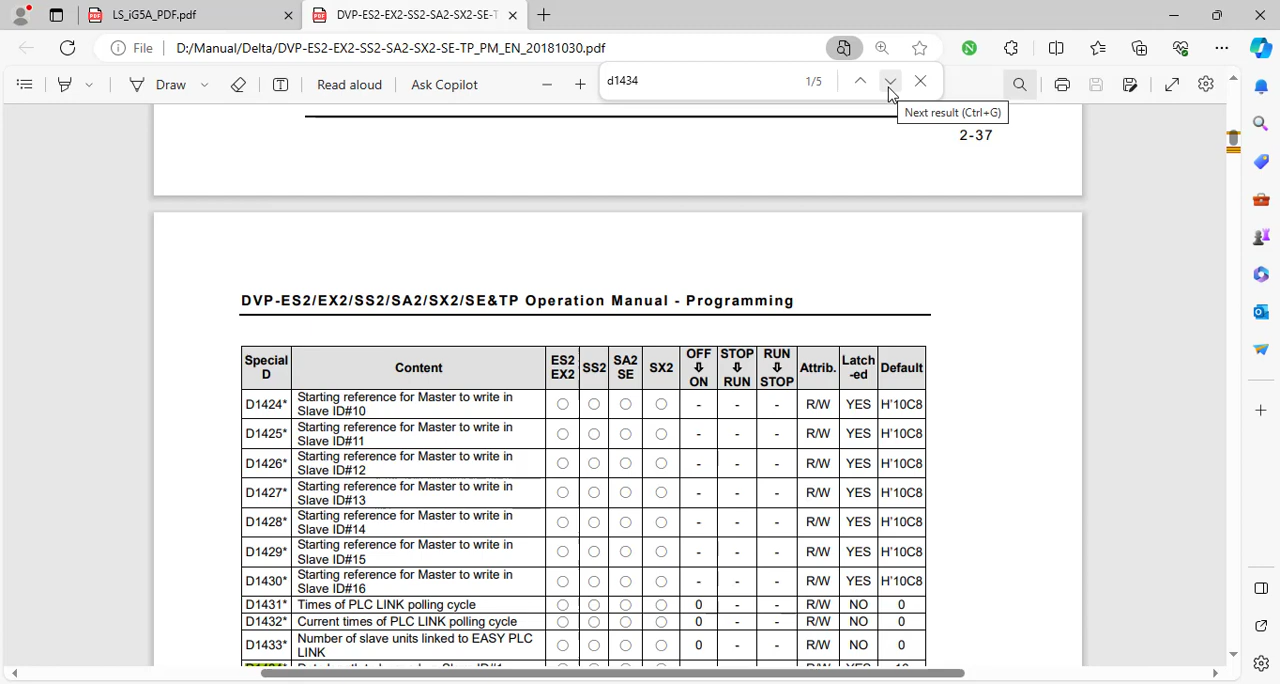 LS_iG5A_PDF.pdf
DVP-ES2-EX2-SS2-SA2-SX2-SE-T
File D:/Manual/Delta/DVP-ES2-EX2-SS2-SA2-SX2-SE-TP_PM_EN_20181030.pdf
Draw Read aloud Ask Copilot
d1434 1/5
Next result (Ctrl+G)
2-37
DVP-ES2/EX2/SS2/SA2/SX2/SE&TP Operation Manual - Programming
Special D Content ES2 EX2 SS2 SA2 SE SX2 OFF ⇩ ON STOP ⇩ RUN RUN ⇩ STOP Attrib. Latch-ed Default
D1424* Starting reference for Master to write in Slave ID#10 ○ ○ ○ ○ - - - R/W YES H'10C8
D1425* Starting reference for Master to write in Slave ID#11 ○ ○ ○ ○ - - - R/W YES H'10C8
D1426* Starting reference for Master to write in Slave ID#12 ○ ○ ○ ○ - - - R/W YES H'10C8
D1427* Starting reference for Master to write in Slave ID#13 ○ ○ ○ ○ - - - R/W YES H'10C8
D1428* Starting reference for Master to write in Slave ID#14 ○ ○ ○ ○ - - - R/W YES H'10C8
D1429* Starting reference for Master to write in Slave ID#15 ○ ○ ○ ○ - - - R/W YES H'10C8
D1430* Starting reference for Master to write in Slave ID#16 ○ ○ ○ ○ - - - R/W YES H'10C8
D1431* Times of PLC LINK polling cycle ○ ○ ○ ○ 0 - - R/W NO 0
D1432* Current times of PLC LINK polling cycle ○ ○ ○ ○ 0 - - R/W NO 0
D1433* Number of slave units linked to EASY PLC LINK ○ ○ ○ ○ 0 - - R/W NO 0